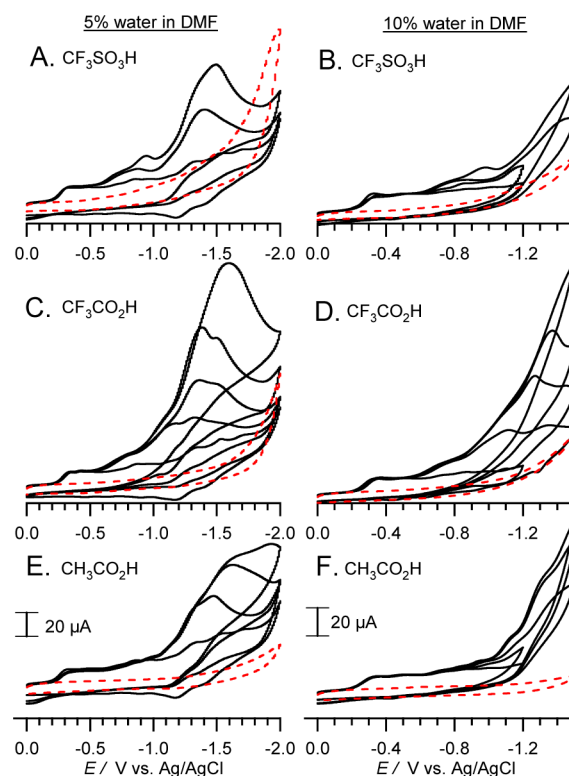 5% water in DMF
10% water in DMF
A. CF₃SO₃H
B. CF₃SO₃H
0.0 -0.5 -1.0 -1.5 -2.0
0.0 -0.4 -0.8 -1.2
C. CF₃CO₂H
D. CF₃CO₂H
0.0 -0.5 -1.0 -1.5 -2.0
0.0 -0.4 -0.8 -1.2
E. CH₃CO₂H
F. CH₃CO₂H
20 µA
20 µA
0.0 -0.5 -1.0 -1.5 -2.0
0.0 -0.4 -0.8 -1.2
E / V vs. Ag/AgCl
E / V vs. Ag/AgCl